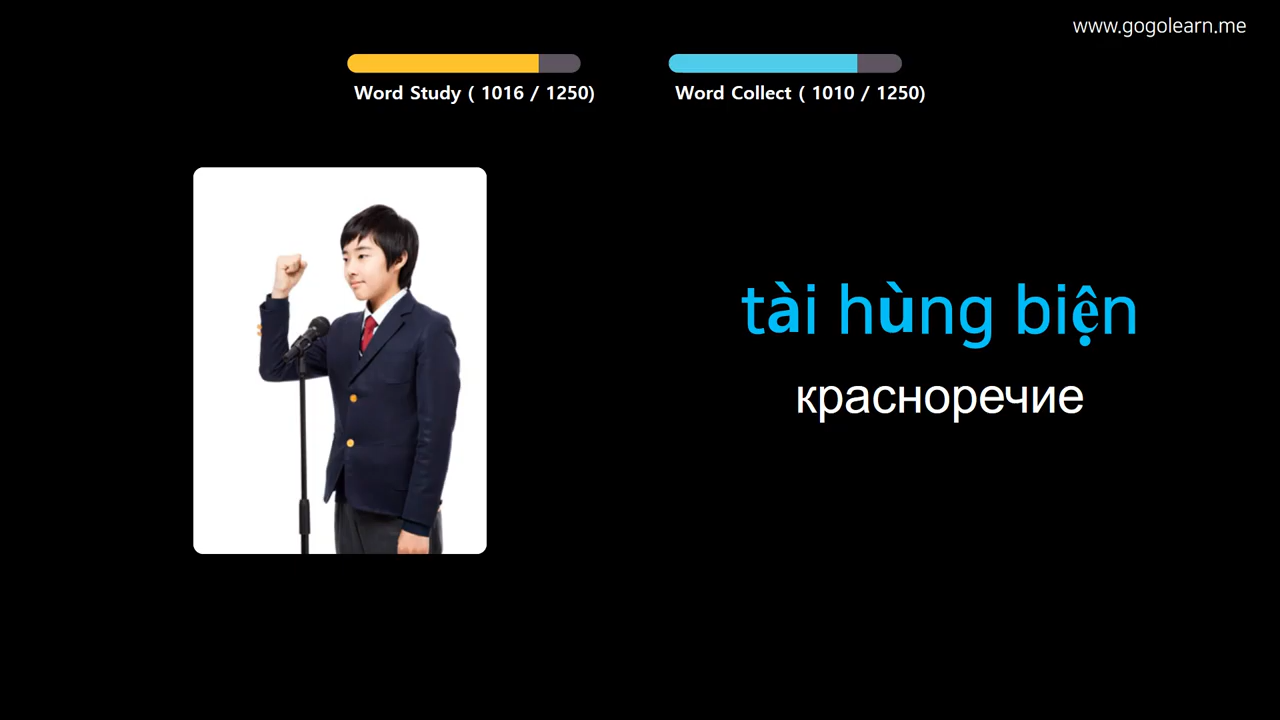 www.gogolearn.me
Word Study ( 1016 / 1250)
Word Collect ( 1010 / 1250)
tài hùng biện
красноречие